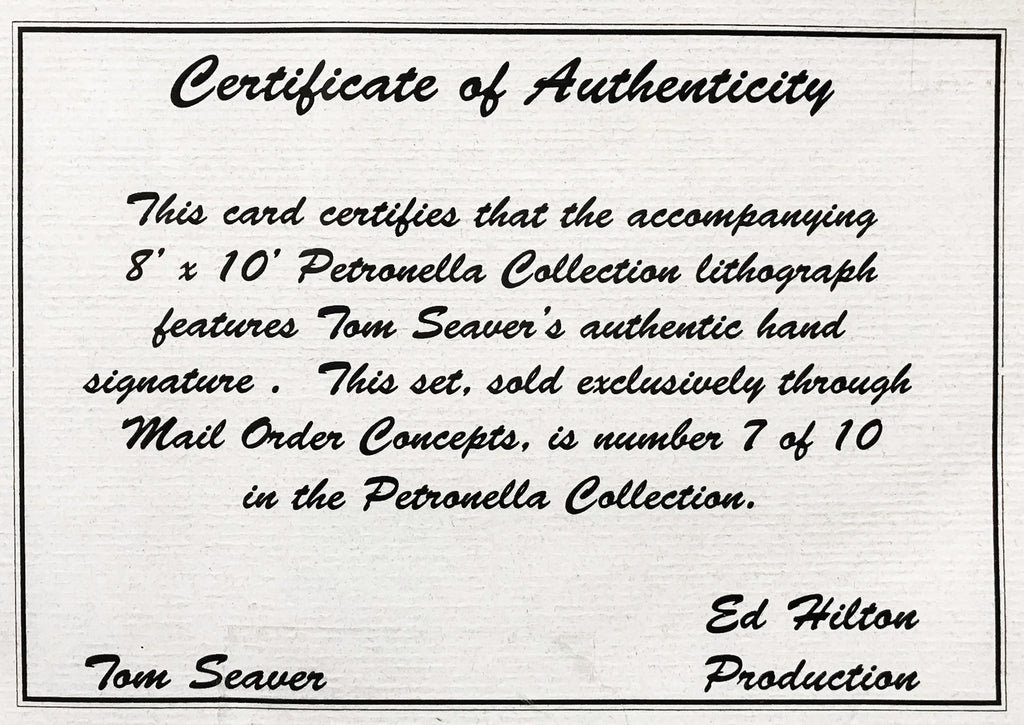 Certificate of Authenticity
This card certifies that the accompanying
8' x 10' Petronella Collection lithograph
features Tom Seaver's authentic hand
signature . This set, sold exclusively through
Mail Order Concepts, is number 7 of 10
in the Petronella Collection.
Ed Hilton
Tom Seaver Production